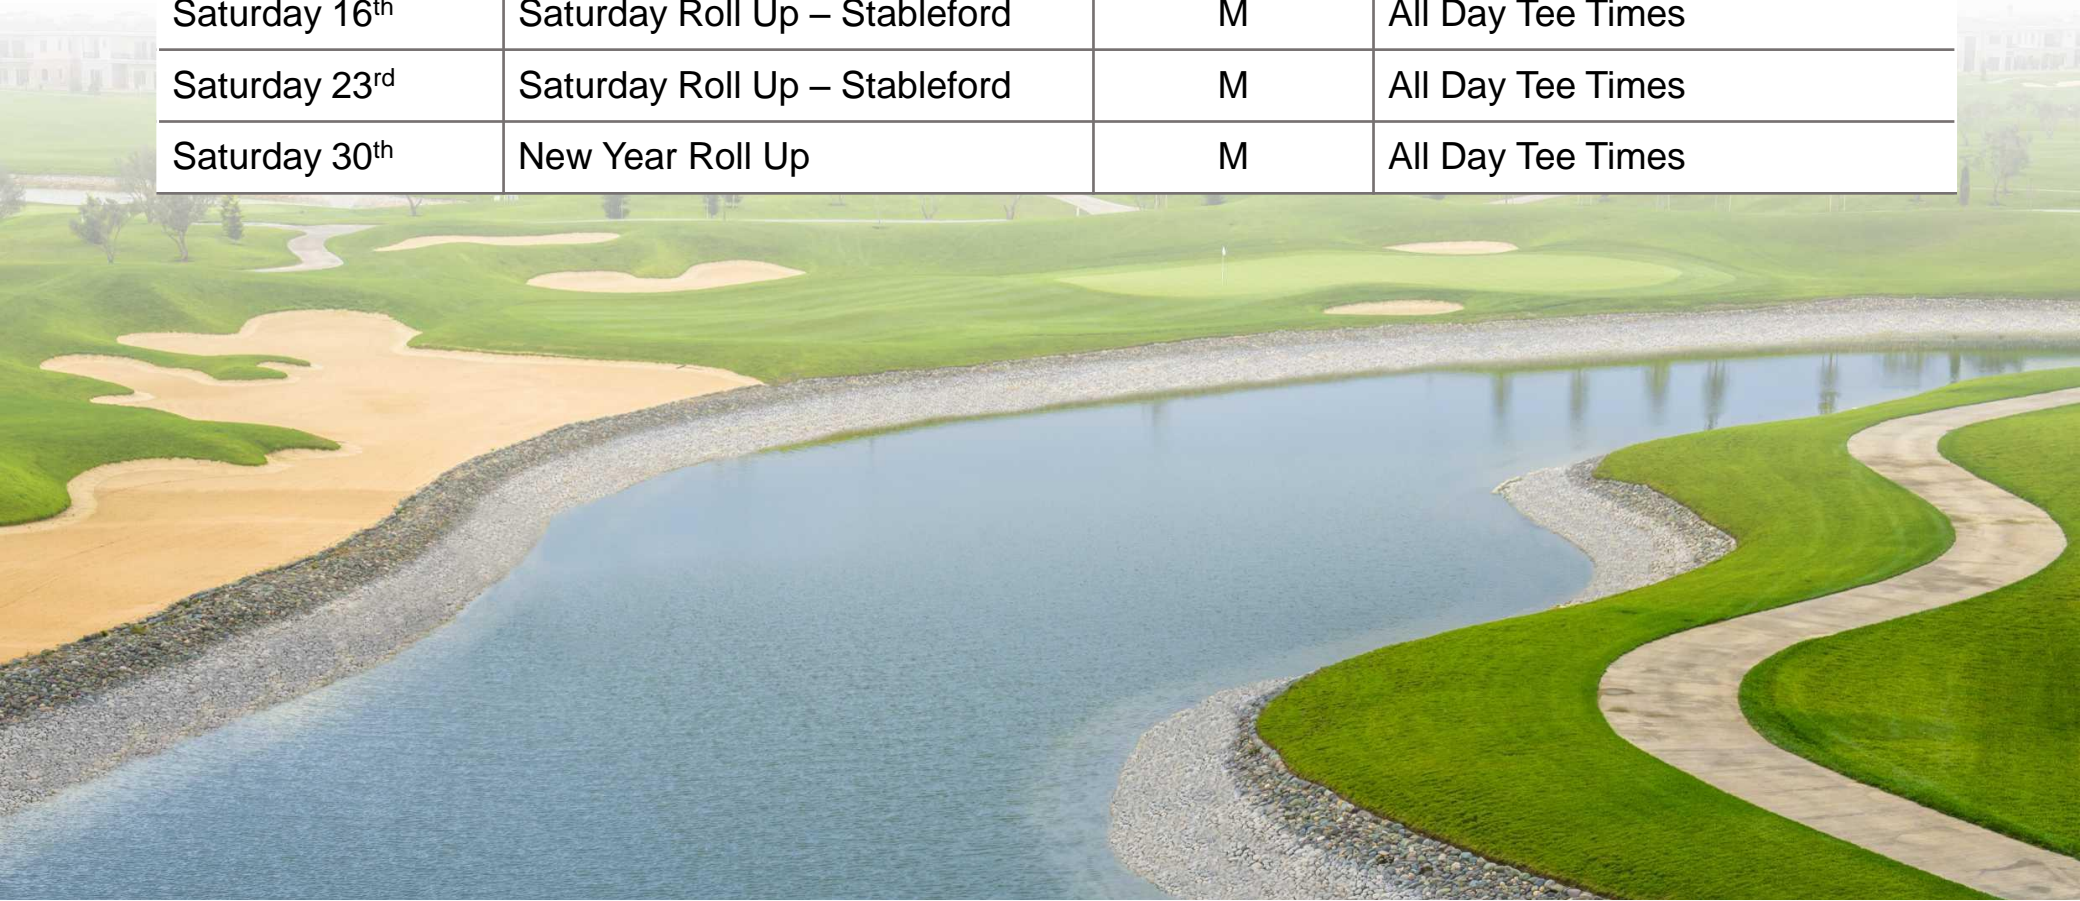 Saturday 16th Saturday Roll Up – Stableford M All Day Tee Times
Saturday 23rd Saturday Roll Up – Stableford M All Day Tee Times
Saturday 30th New Year Roll Up M All Day Tee Times